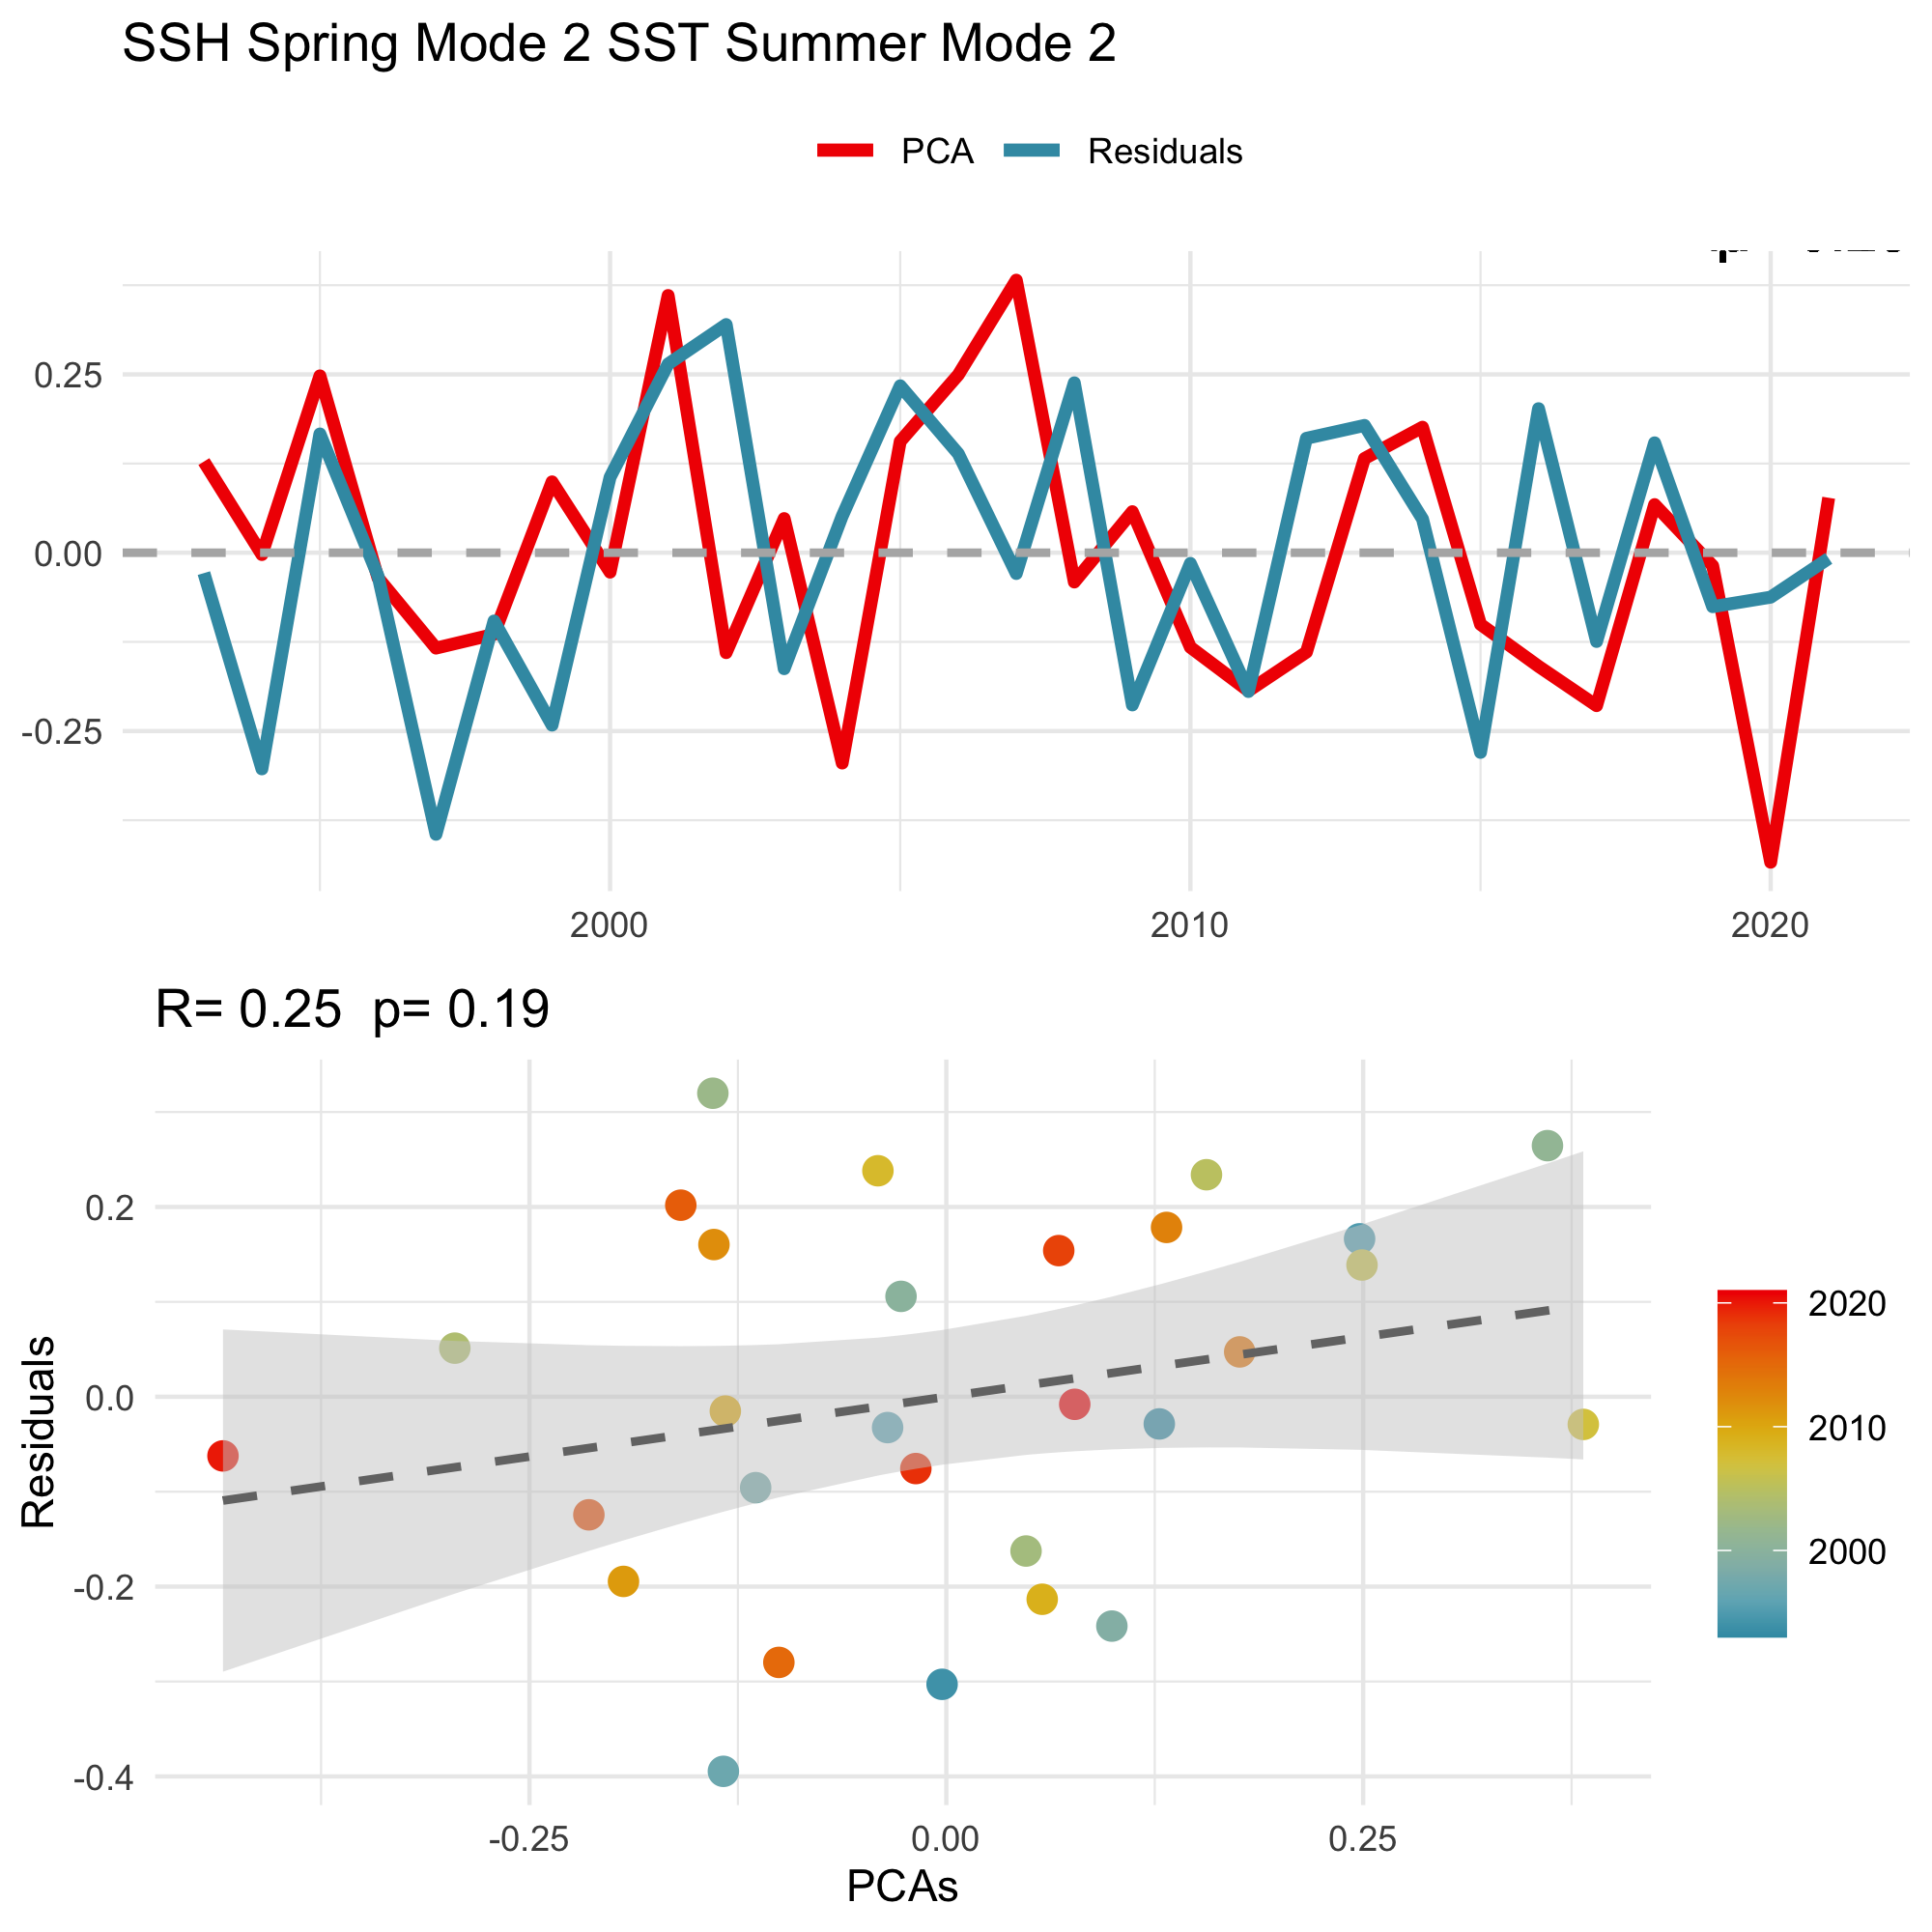 SSH Spring Mode 2 SST Summer Mode 2
PCA Residuals
0.25
0.00
-0.25
2000 2010 2020
R= 0.25 p= 0.19
Residuals
0.2
0.0
-0.2
-0.4
-0.25 0.00 0.25
PCAs
2020
2010
2000